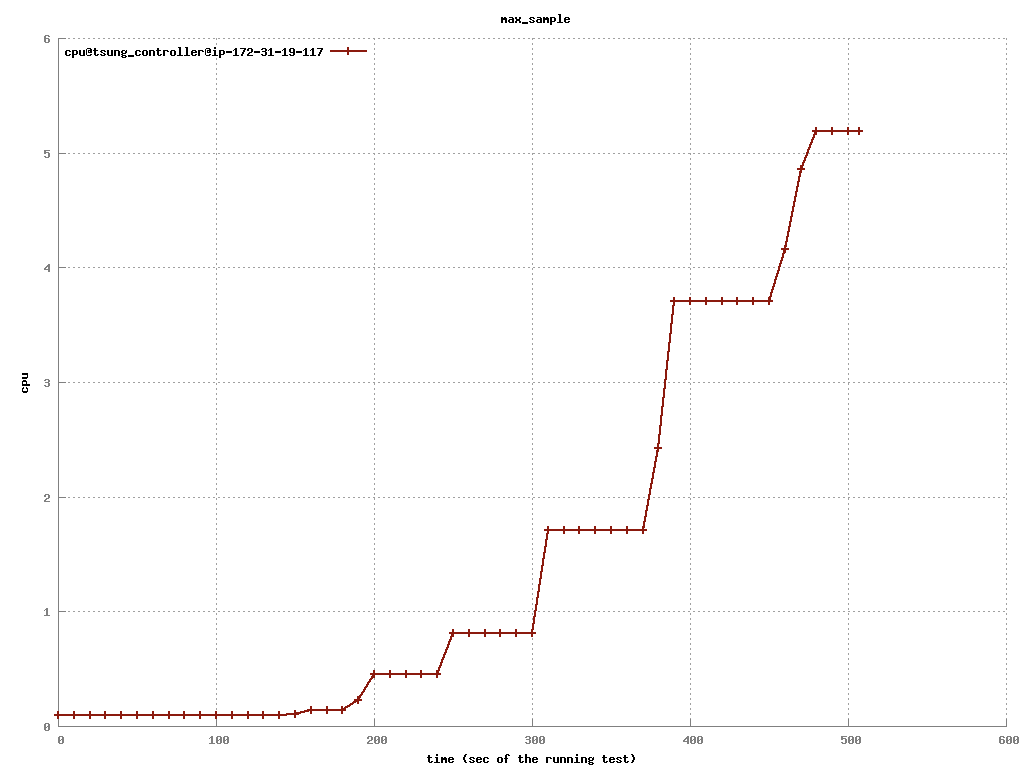 max_sample
cpu@tsung_controller@ip-172-31-19-117
6
5
4
3
2
1
0
cpu
0 100 200 300 400 500 600
time (sec of the running test)